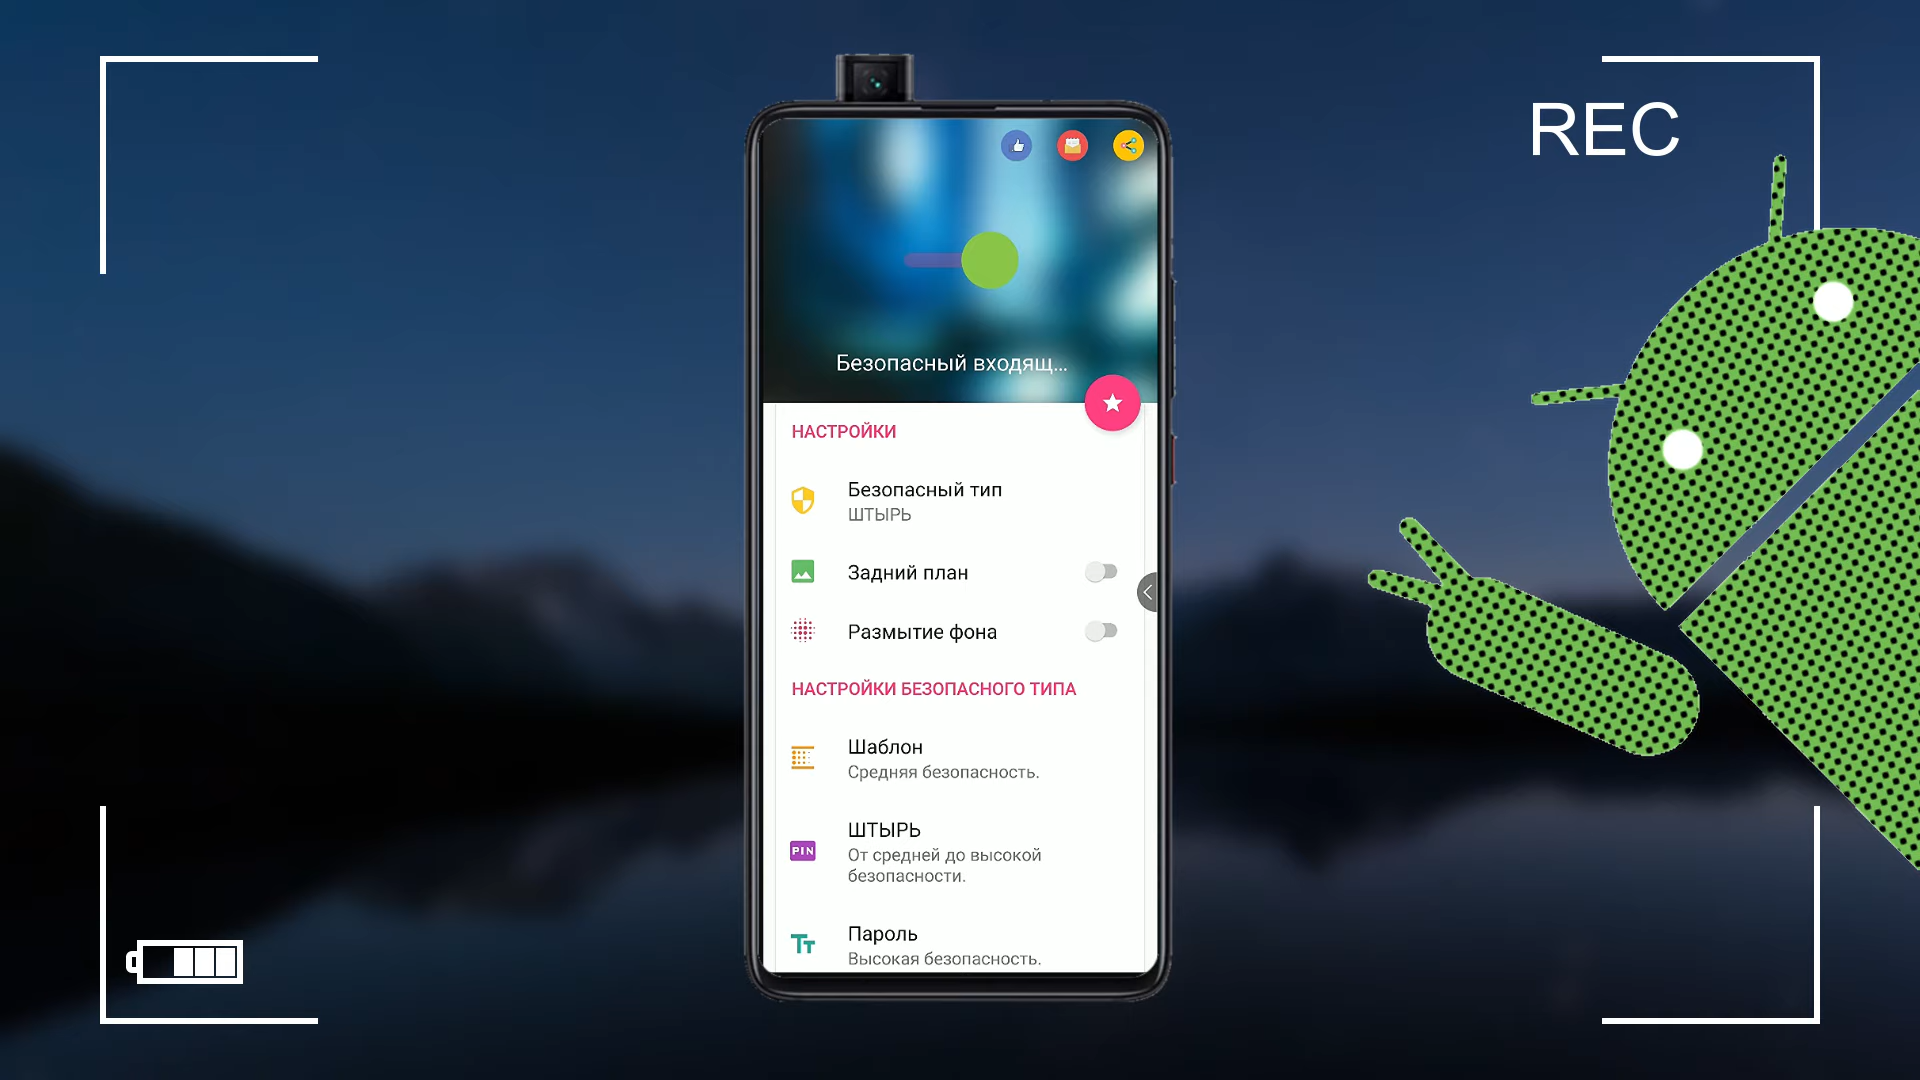 REC
Безопасный входящ...
НАСТРОЙКИ
Безопасный тип
ШТЫРЬ
Задний план
Размытие фона
НАСТРОЙКИ БЕЗОПАСНОГО ТИПА
Шаблон
Средняя безопасность.
PIN
ШТЫРЬ
От средней до высокой
безопасности.
Тт
Пароль
Высокая безопасность.